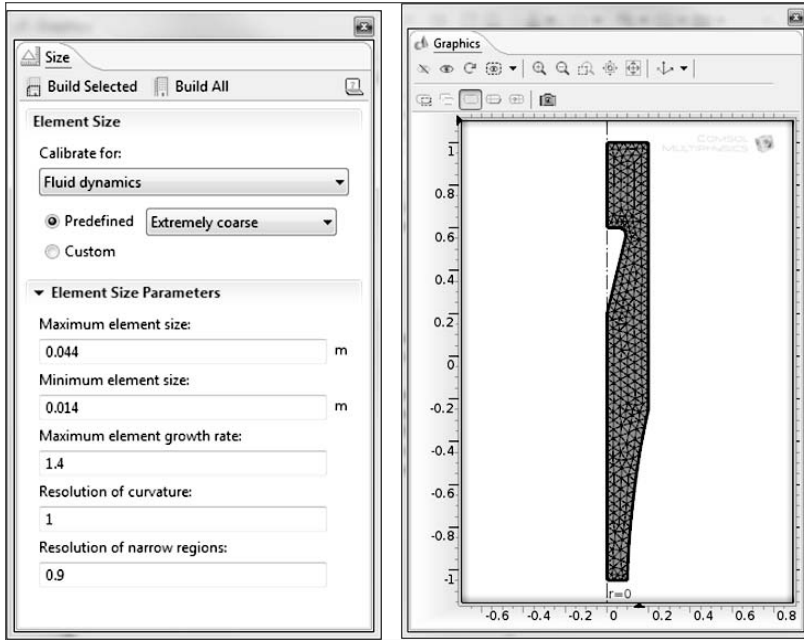 Size
Build Selected Build All
Element Size
Calibrate for:
Fluid dynamics
Predefined Extremely coarse
Custom
Element Size Parameters
Maximum element size:
0.044 m
Minimum element size:
0.014 m
Maximum element growth rate:
1.4
Resolution of curvature:
1
Resolution of narrow regions:
0.9
Graphics
COMSOL
MULTIPHYSICS
1
0.8
0.6
0.4
0.2
0
-0.2
-0.4
-0.6
-0.8
-1
r=0
-0.6 -0.4 -0.2 0 0.2 0.4 0.6 0.8